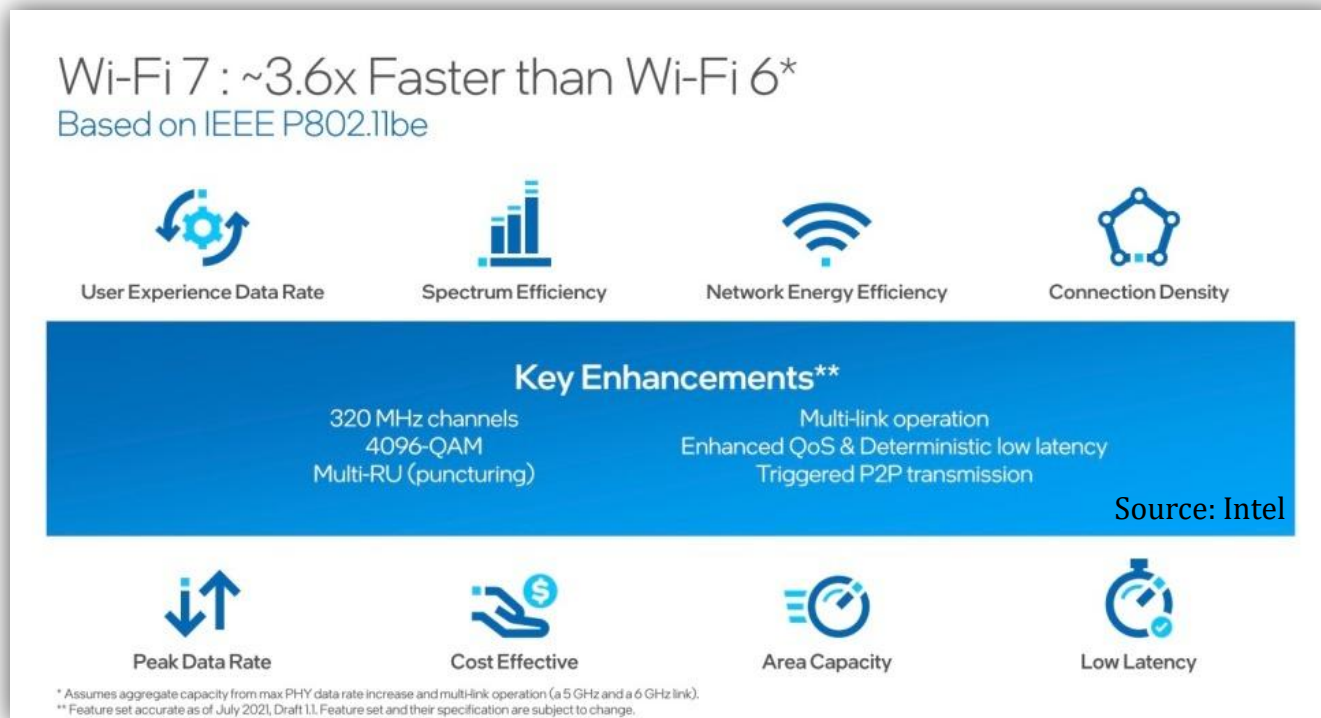 Wi-Fi 7 : ~3.6x Faster than Wi-Fi 6*
Based on IEEE P802.11be
User Experience Data Rate
Spectrum Efficiency
Network Energy Efficiency
Connection Density
Key Enhancements**
320 MHz channels
4096-QAM
Multi-RU (puncturing)
Multi-link operation
Enhanced QoS & Deterministic low latency
Triggered P2P transmission
Source: Intel
Peak Data Rate
Cost Effective
Area Capacity
Low Latency
* Assumes aggregate capacity from max PHY data rate increase and multi-link operation (a 5 GHz and a 6 GHz link).
** Feature set accurate as of July 2021, Draft 1.1. Feature set and their specification are subject to change.